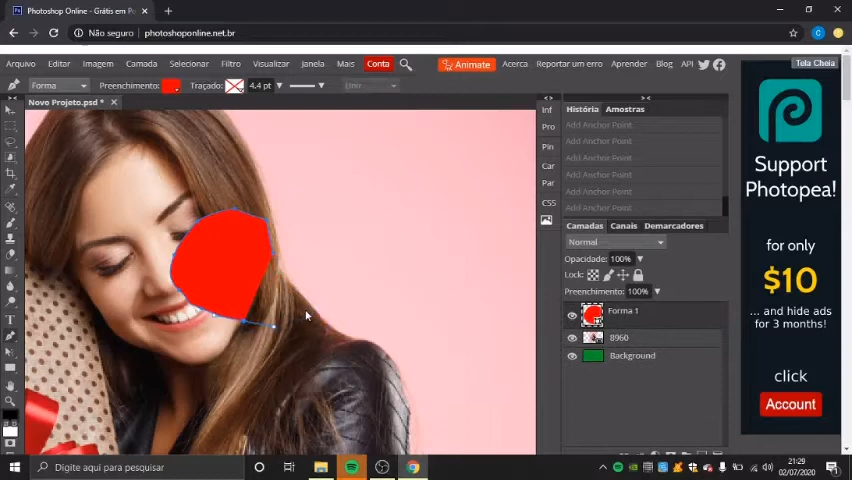 Photoshop Online - Grátis em Po
Não seguro photoshoponline.net.br
Arquivo Editar Imagem Camada Selecionar Filtro Visualizar Janela Mais Conta Animate Acerca Reportar um erro Aprender Blog API Tela Cheia
Forma Preenchimento: Traçado: 4,4 pt Unir
Novo Projeto.psd *
Inf
Pro
Pin
Car
Par
CSS
História Amostras
Add Anchor Point
Add Anchor Point
Add Anchor Point
Add Anchor Point
Add Anchor Point
Add Anchor Point
Camadas Canais Demarcadores
Normal
Opacidade: 100%
Lock:
Preenchimento: 100%
Forma 1
8960
Background
Support
Photopea!
for only
$10
... and hide ads
for 3 months!
click
Account
Digite aqui para pesquisar
21:29
02/07/2020